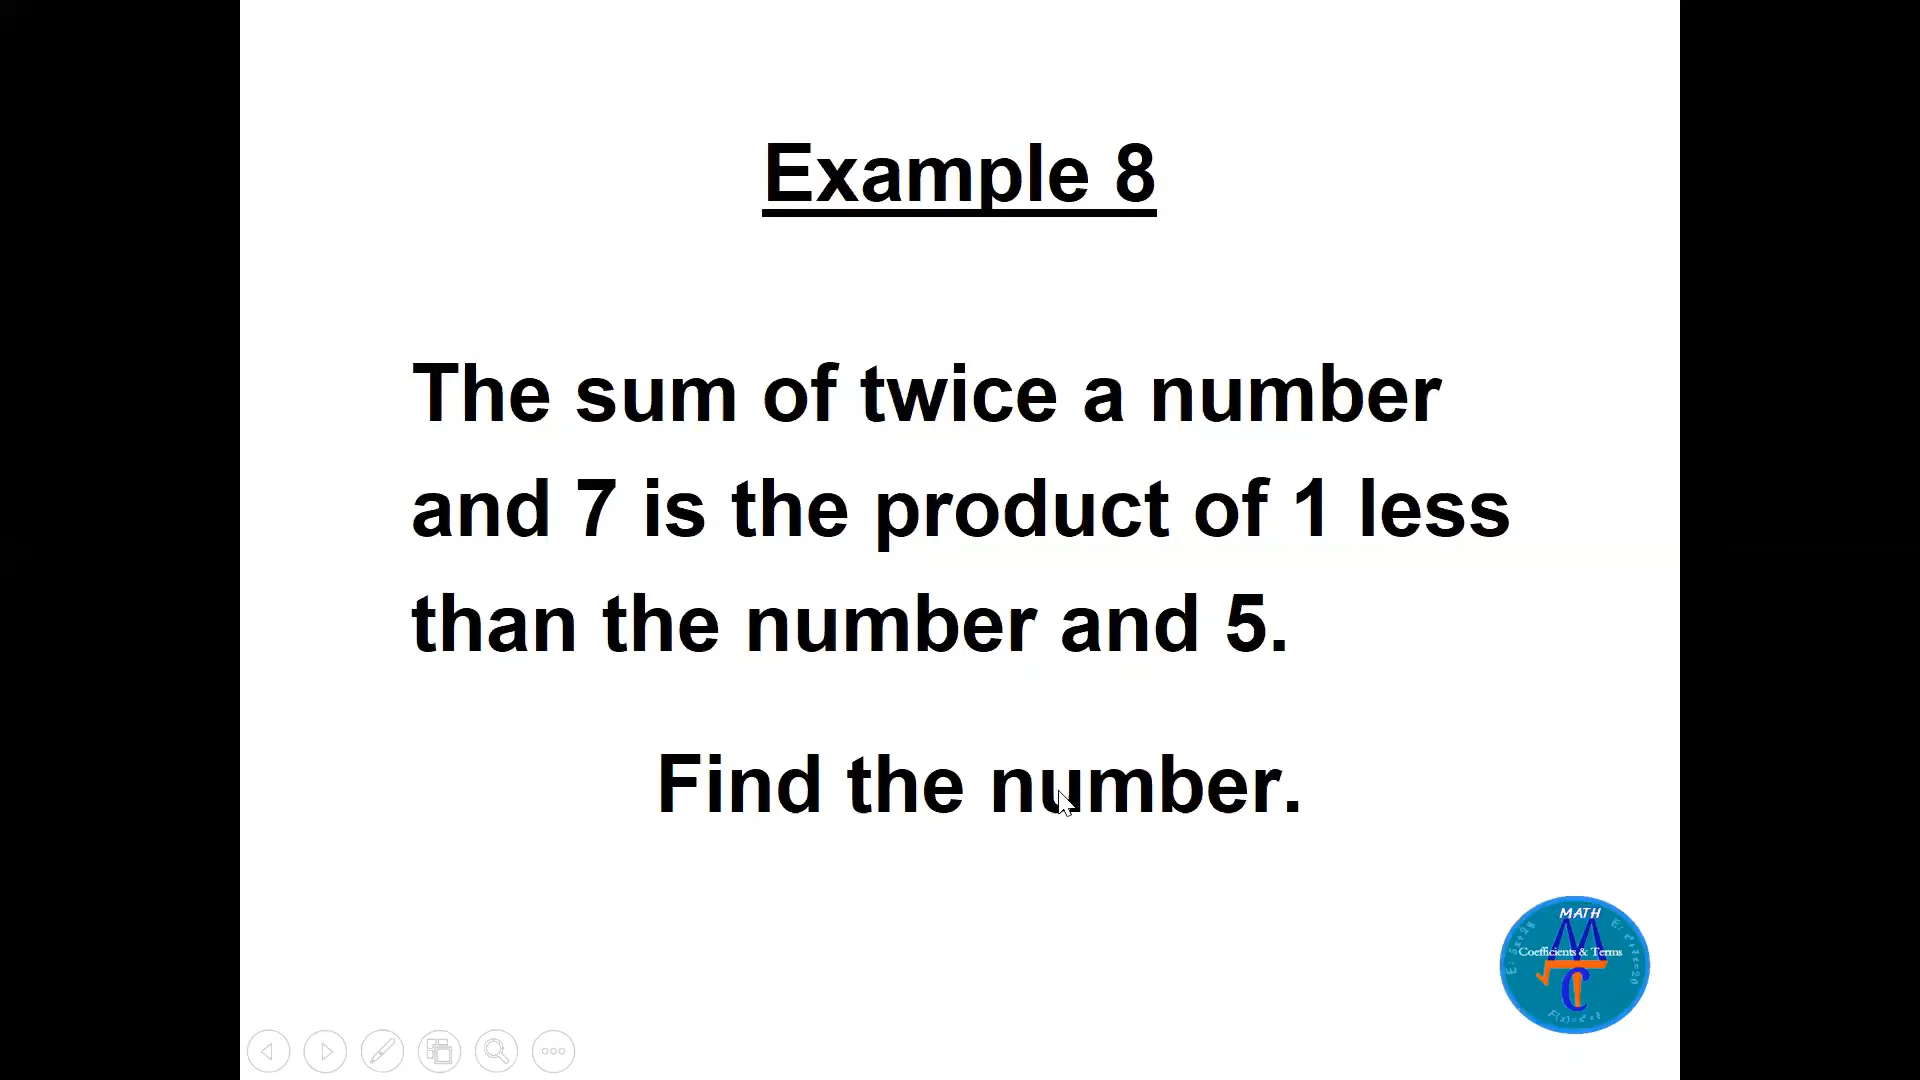 Example 8
The sum of twice a number
and 7 is the product of 1 less
than the number and 5.
Find the number.
MATH
Coefficients & Terms